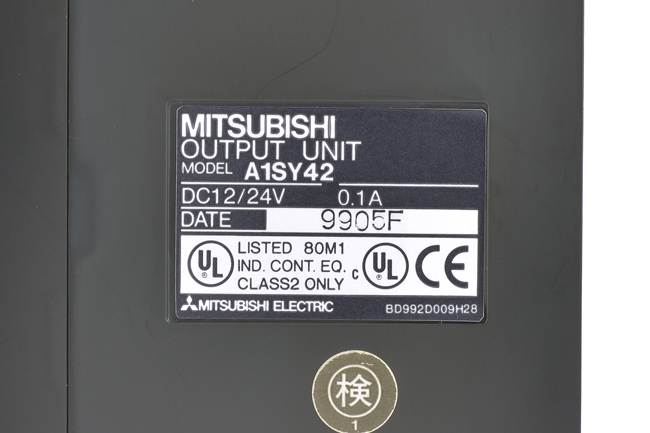 MITSUBISHI
OUTPUT UNIT
MODEL A1SY42
DC12/24V 0.1A
DATE 9905F
UL LISTED 80M1 c UL CE
IND. CONT. EQ.
CLASS2 ONLY
MITSUBISHI ELECTRIC BD992D009H28
検
1